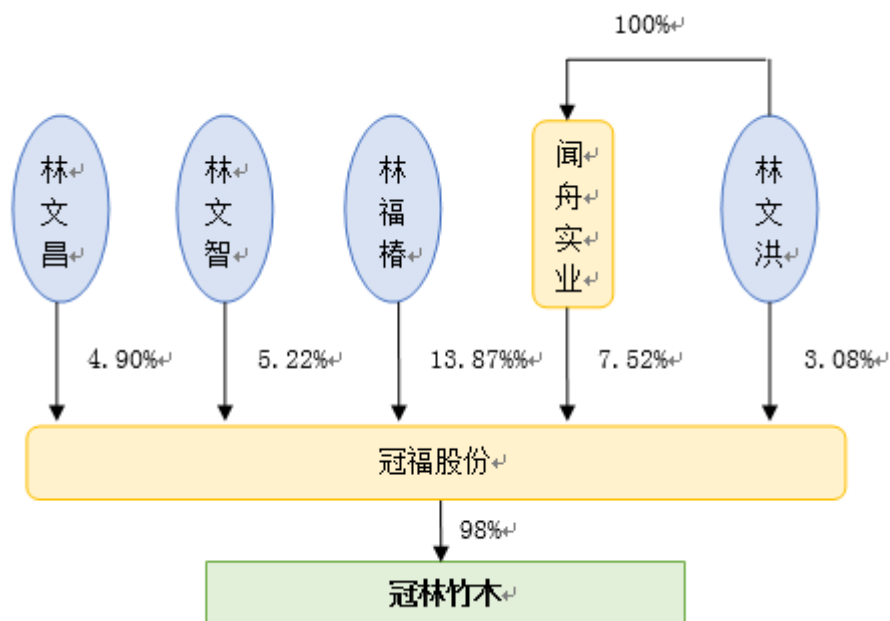 100%↵
林↵
文
昌↵
林↵
文
智↵
林
福
椿↵
闻↵
舟↵
实↵
业↵
林
文
洪↵
4.90%↵
5.22%↵
13.87%%↵
7.52%↵
3.08%↵
冠福股份↵
98%↵
冠林竹木↵